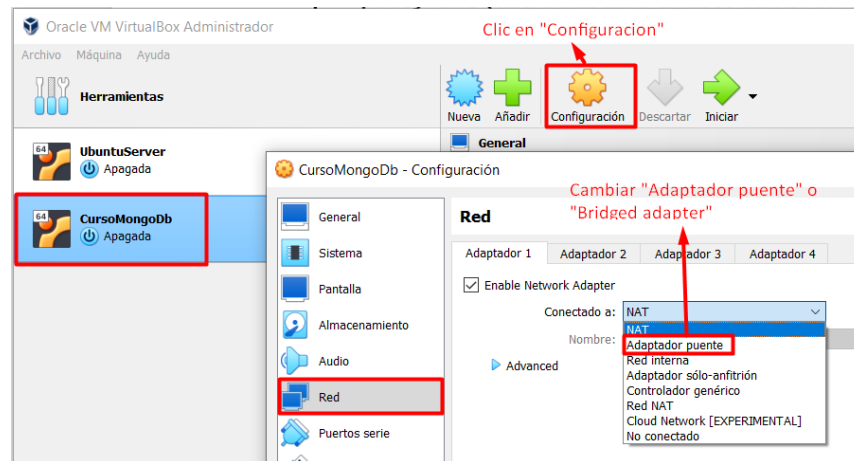 Oracle VM VirtualBox Administrador
Clic en "Configuracion"
Archivo Máquina Ayuda
Herramientas
Nueva Añadir Configuración Descartar Iniciar
64
UbuntuServer
Apagada
General
64
CursoMongoDb
Apagada
CursoMongoDb - Configuración
Cambiar "Adaptador puente" o
"Bridged adapter"
General
Sistema
Pantalla
Almacenamiento
Audio
Red
Puertos serie
Red
Adaptador 1 Adaptador 2 Adaptador 3 Adaptador 4
Enable Network Adapter
Conectado a: NAT
Nombre:
NAT
Adaptador puente
Red interna
Adaptador sólo-anfitrión
Controlador genérico
Red NAT
Cloud Network [EXPERIMENTAL]
No conectado
Advanced